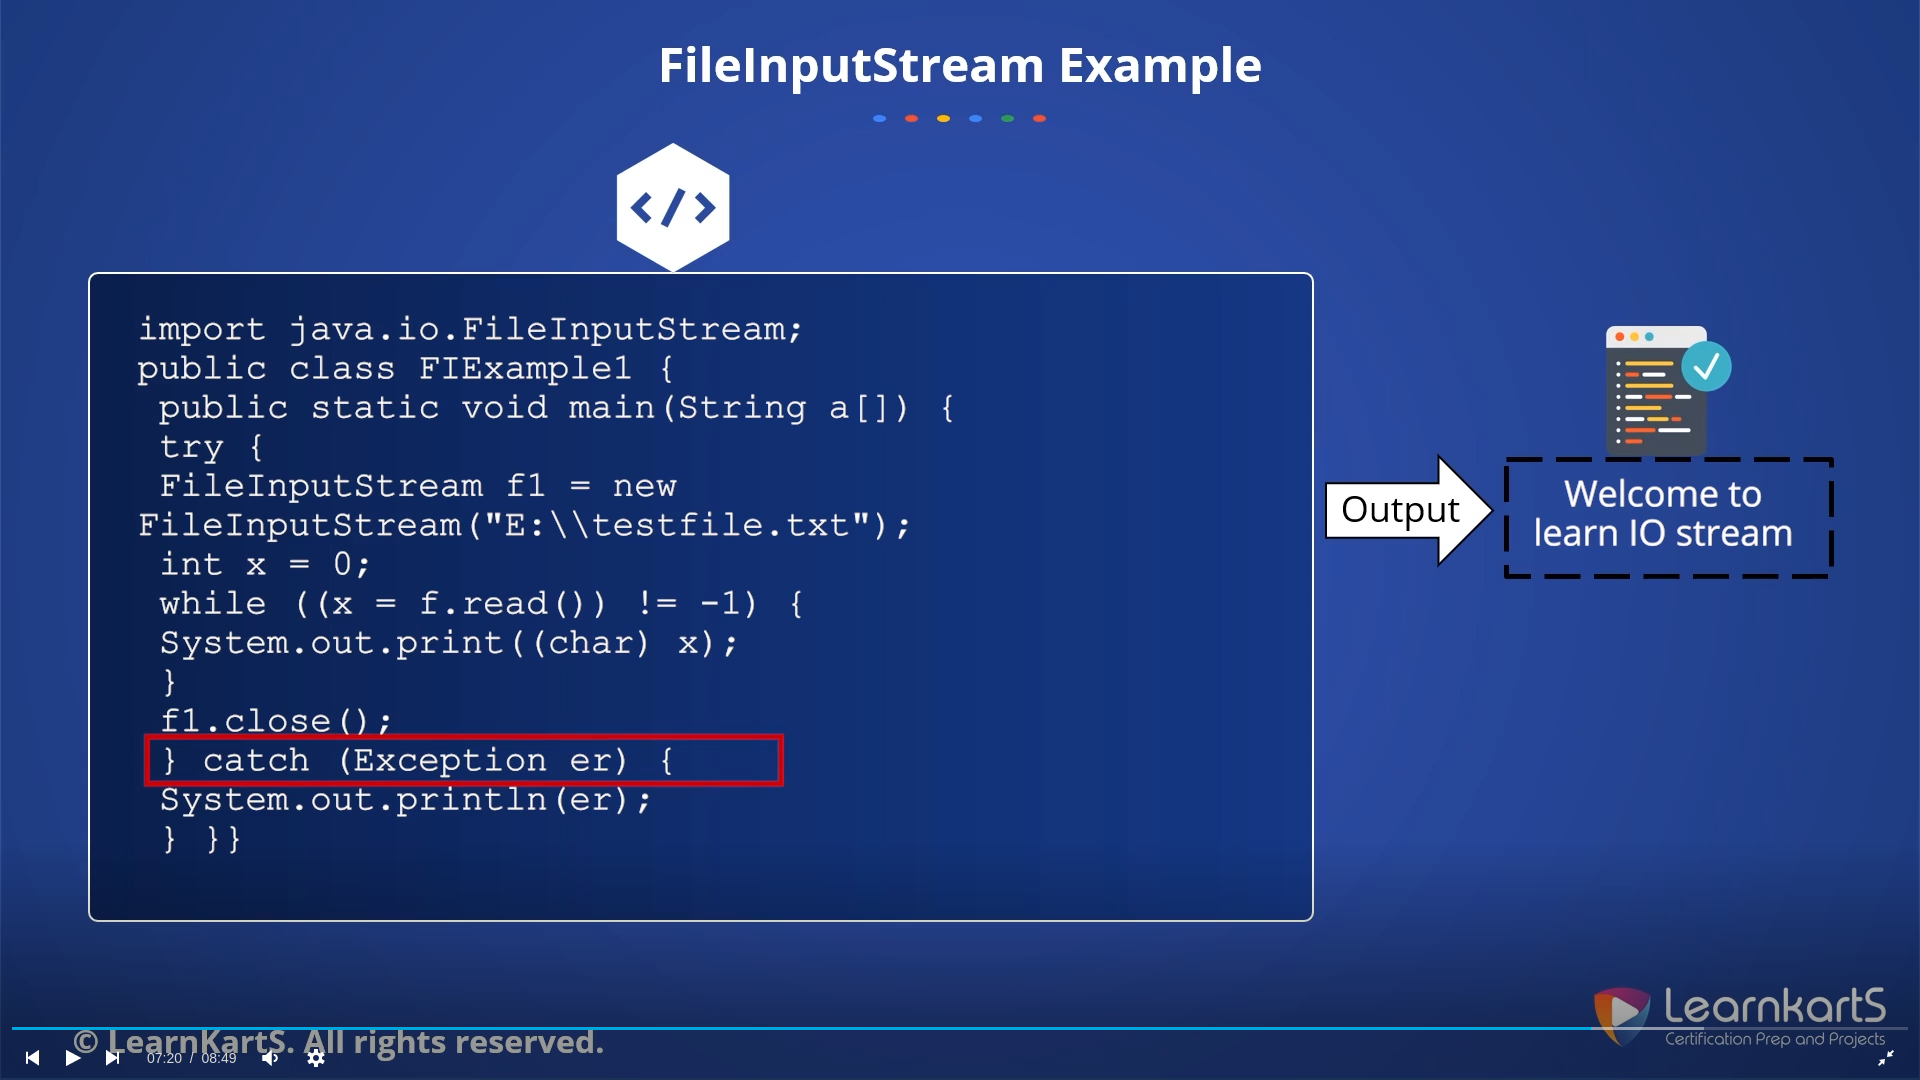 FileInputStream Example
</>
import java.io.FileInputStream;
public class FIExample1 {
public static void main(String a[]) {
try {
FileInputStream f1 = new
FileInputStream("E:\\testfile.txt");
int x = 0;
while ((x = f.read()) != -1) {
System.out.print((char) x);
}
f1.close();
} catch (Exception er) {
System.out.println(er);
} }}
Output
Welcome to
learn IO stream
LearnkartS
Certification Prep and Projects
© LearnKartS. All rights reserved.
07:20 / 08:49